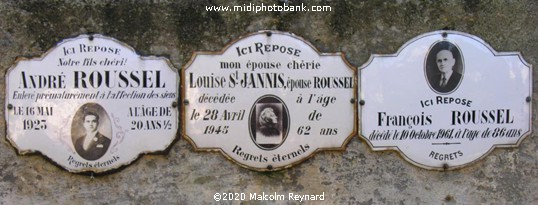 www.midiphotobank.com
ICI REPOSE
Notre fils chéri!
ANDRÉ ROUSSEL
Enlevé prématurément à l'affection des siens
LE 16 MAI
1925
A L'ÂGE DE
20 ANS ½
Regrets éternels
ICI REPOSE
mon épouse chérie
Louise St JANNIS, épouse ROUSSEL
décédée à l'age
le 28 Avril de
1945 62 ans
Regrets éternels
ICI REPOSE
François ROUSSEL
décédé le 10 Octobre 1961, à l'age de 86 ans
REGRETS
©2020 Malcolm Reynard